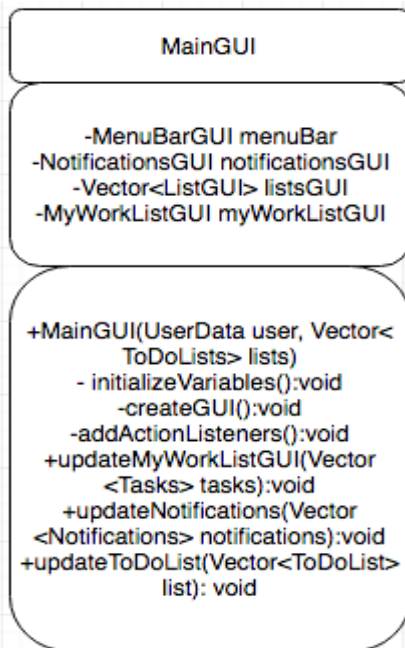 MainGUI
-MenuBarGUI menuBar
-NotificationsGUI notificationsGUI
-Vector<ListGUI> listsGUI
-MyWorkListGUI myWorkListGUI
+MainGUI(UserData user, Vector<
ToDoLists> lists)
- initializeVariables():void
-createGUI():void
-addActionListeners():void
+updateMyWorkListGUI(Vector
<Tasks> tasks):void
+updateNotifications(Vector
<Notifications> notifications):void
+updateToDoList(Vector<ToDoList>
list): void